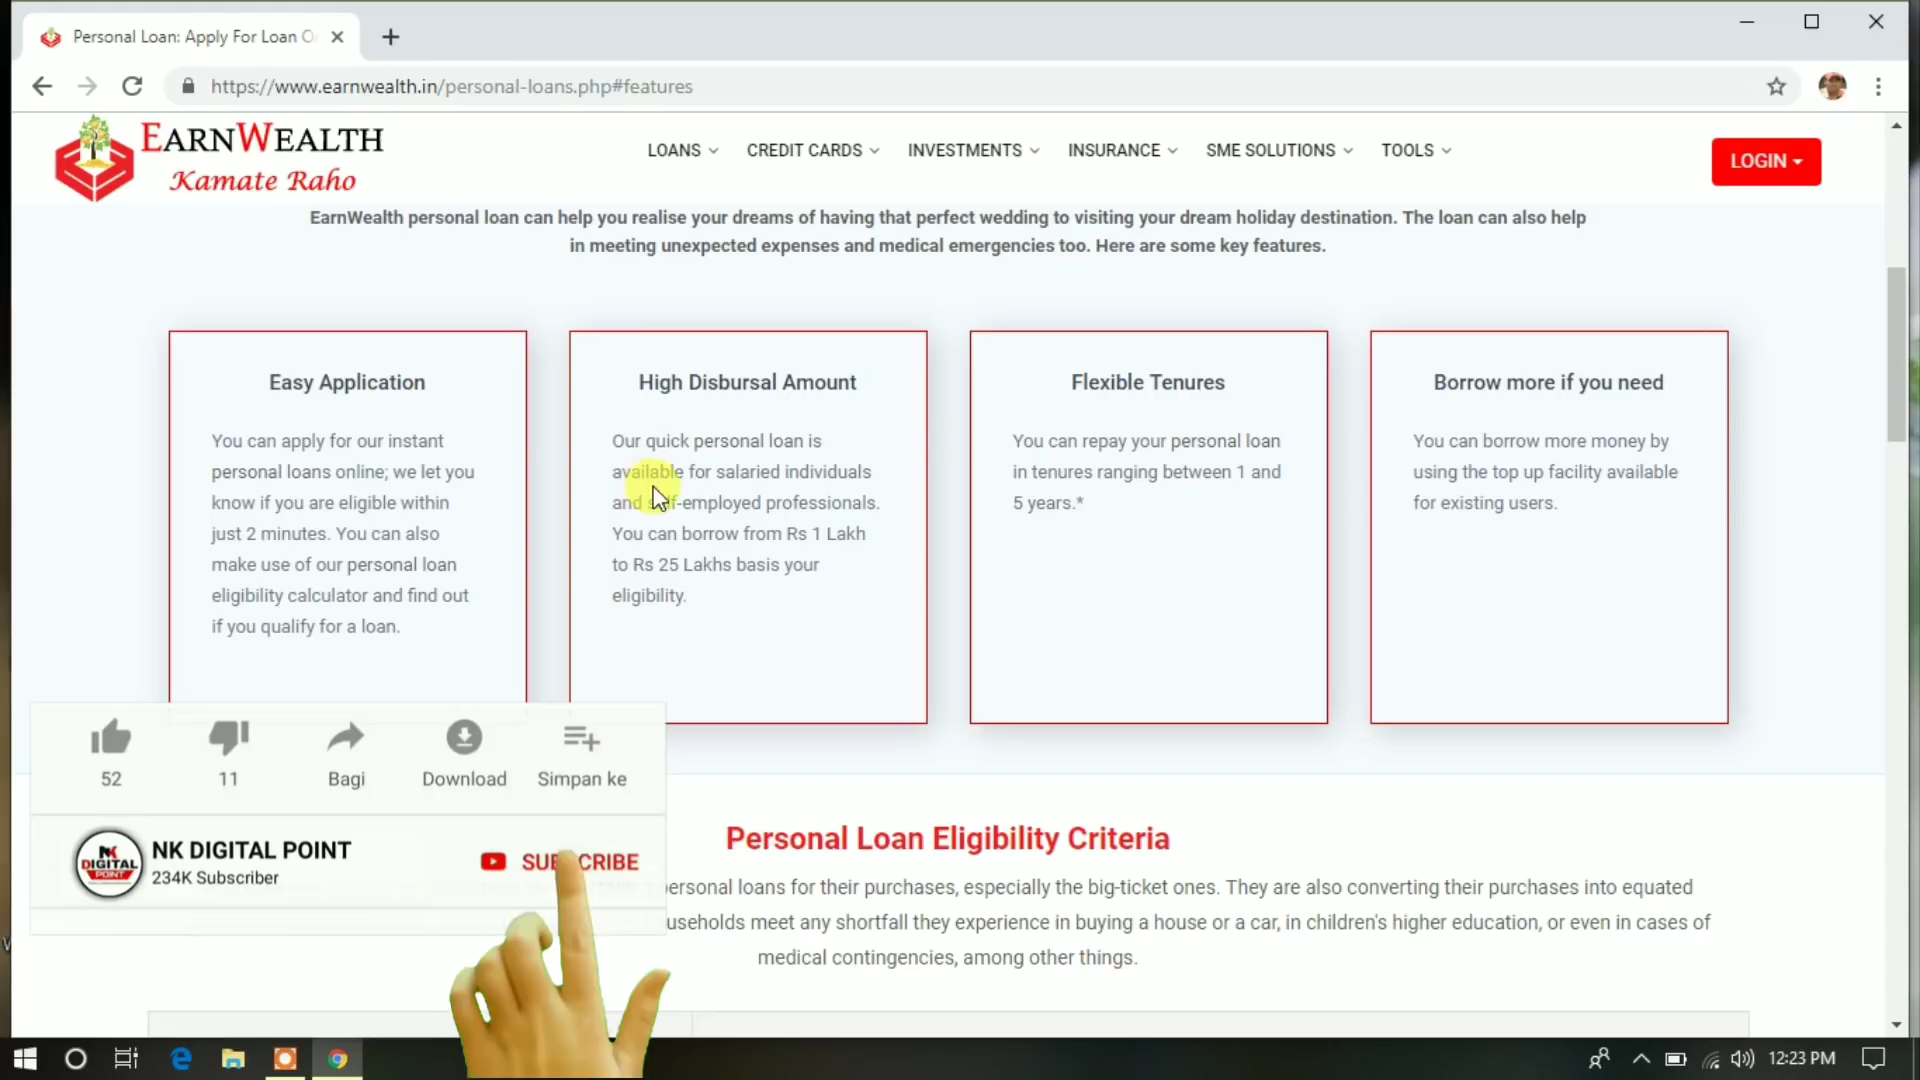 Personal Loan: Apply For Loan O
https://www.earnwealth.in/personal-loans.php#features
EARNWEALTH
Kamate Raho
LOANS
CREDIT CARDS
INVESTMENTS
INSURANCE
SME SOLUTIONS
TOOLS
LOGIN
EarnWealth personal loan can help you realise your dreams of having that perfect wedding to visiting your dream holiday destination. The loan can also help
in meeting unexpected expenses and medical emergencies too. Here are some key features.
Easy Application
You can apply for our instant
personal loans online; we let you
know if you are eligible within
just 2 minutes. You can also
make use of our personal loan
eligibility calculator and find out
if you qualify for a loan.
High Disbursal Amount
Our quick personal loan is
available for salaried individuals
and self-employed professionals.
You can borrow from Rs 1 Lakh
to Rs 25 Lakhs basis your
eligibility.
Flexible Tenures
You can repay your personal loan
in tenures ranging between 1 and
5 years.*
Borrow more if you need
You can borrow more money by
using the top up facility available
for existing users.
52
11
Bagi
Download
Simpan ke
NK DIGITAL POINT
NK DIGITAL POINT
234K Subscriber
SUBSCRIBE
Personal Loan Eligibility Criteria
personal loans for their purchases, especially the big-ticket ones. They are also converting their purchases into equated
households meet any shortfall they experience in buying a house or a car, in children's higher education, or even in cases of
medical contingencies, among other things.
12:23 PM